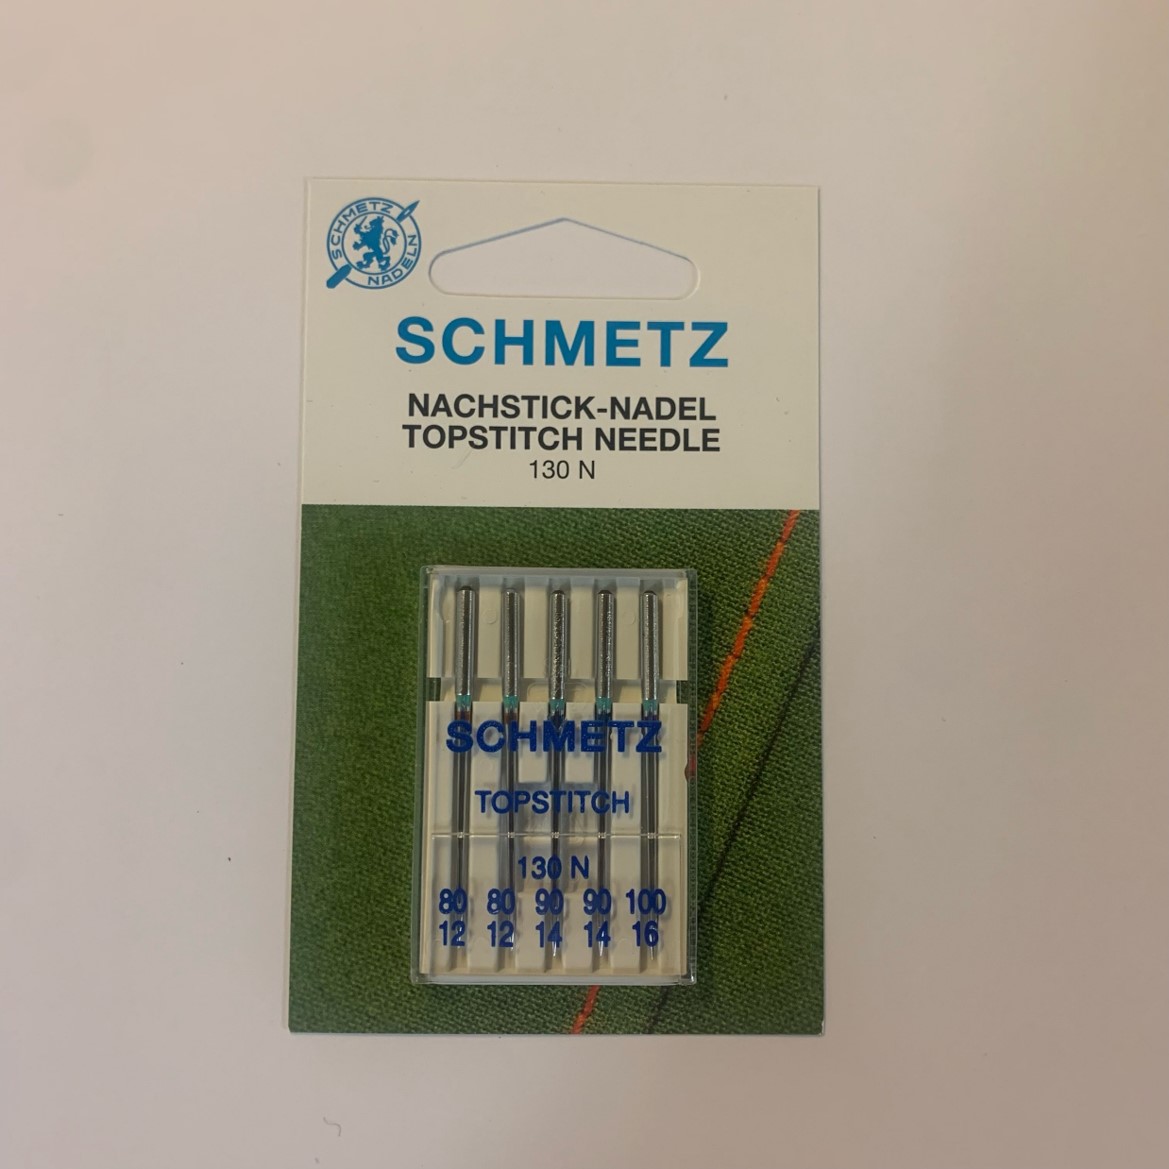 SCHMETZ
NADELN
SCHMETZ
NACHSTICK-NADEL
TOPSTITCH NEEDLE
130 N
SCHMETZ
TOPSTITCH
130 N
80 80 90 90 100
12 12 14 14 16